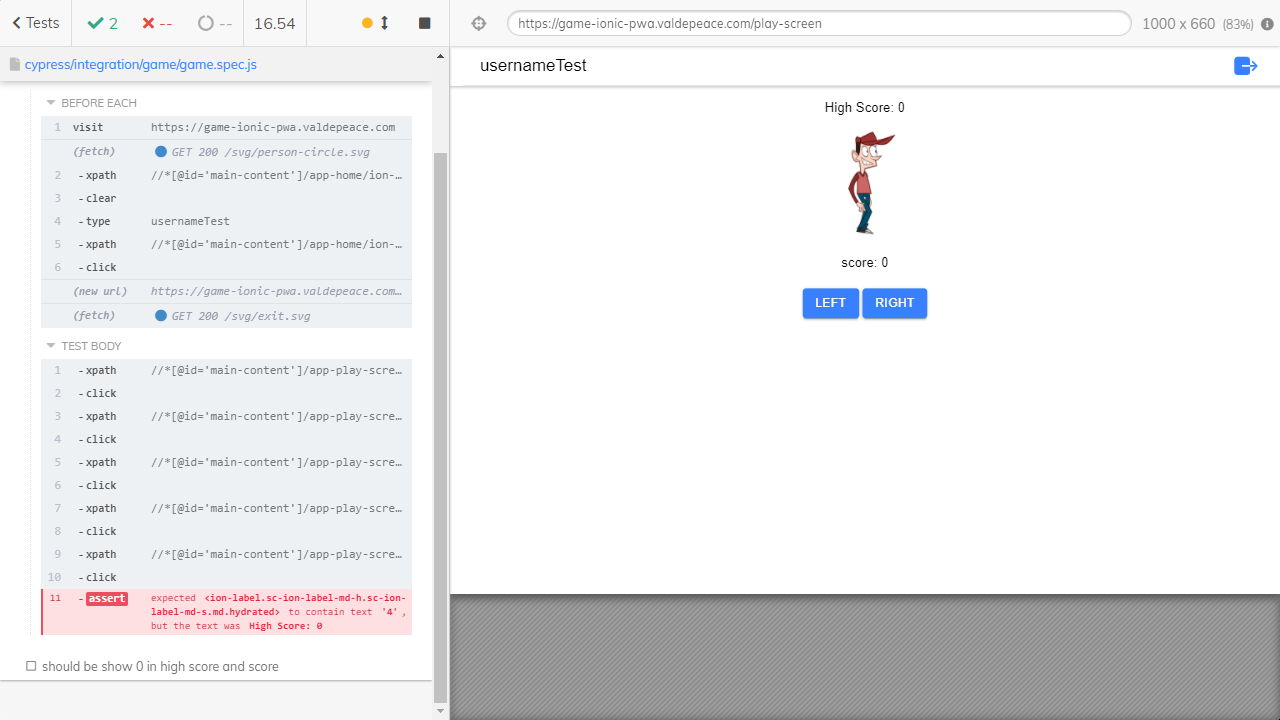 Tests 2 -- -- 16.54
cypress/integration/game/game.spec.js
BEFORE EACH
1 visit https://game-ionic-pwa.valdepeace.com
(fetch) GET 200 /svg/person-circle.svg
2 -xpath //*[@id='main-content']/app-home/ion-…
3 -clear
4 -type usernameTest
5 -xpath //*[@id='main-content']/app-home/ion-…
6 -click
(new url) https://game-ionic-pwa.valdepeace.com…
(fetch) GET 200 /svg/exit.svg
TEST BODY
1 -xpath //*[@id='main-content']/app-play-scre…
2 -click
3 -xpath //*[@id='main-content']/app-play-scre…
4 -click
5 -xpath //*[@id='main-content']/app-play-scre…
6 -click
7 -xpath //*[@id='main-content']/app-play-scre…
8 -click
9 -xpath //*[@id='main-content']/app-play-scre…
10 -click
11 -assert expected <ion-label.sc-ion-label-md-h.sc-ion-
label-md-s.md.hydrated> to contain text '4',
but the text was High Score: 0
should be show 0 in high score and score
https://game-ionic-pwa.valdepeace.com/play-screen 1000 x 660 (83%)
usernameTest
High Score: 0
score: 0
LEFT RIGHT